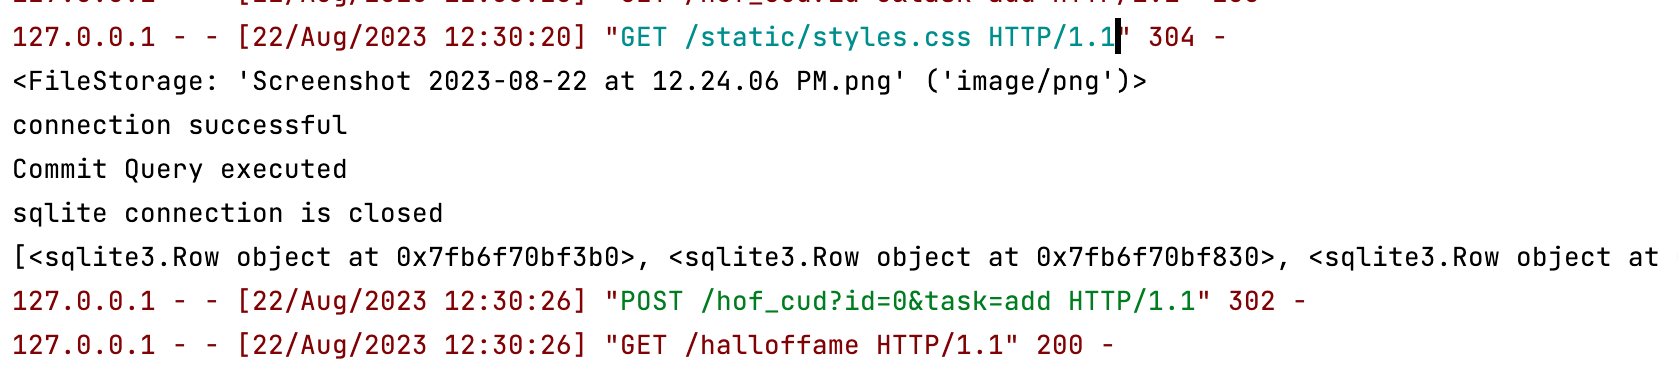 127.0.0.1 - - [22/Aug/2023 12:30:20] "GET /static/styles.css HTTP/1.1" 304 -
<FileStorage: 'Screenshot 2023-08-22 at 12.24.06 PM.png' ('image/png')>
connection successful
Commit Query executed
sqlite connection is closed
[<sqlite3.Row object at 0x7fb6f70bf3b0>, <sqlite3.Row object at 0x7fb6f70bf830>, <sqlite3.Row object at
127.0.0.1 - - [22/Aug/2023 12:30:26] "POST /hof_cud?id=0&task=add HTTP/1.1" 302 -
127.0.0.1 - - [22/Aug/2023 12:30:26] "GET /halloffame HTTP/1.1" 200 -